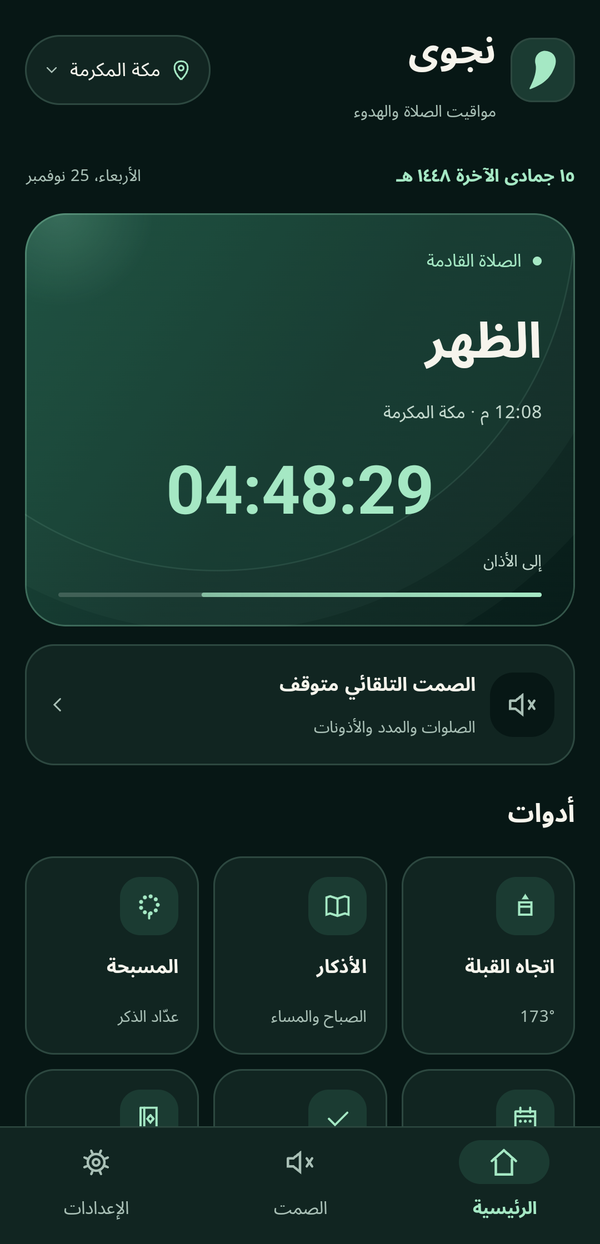 نجوى
مواقيت الصلاة والهدوء
مكة المكرمة
١٥ جمادى الآخرة ١٤٤٨ هـ
الأربعاء، 25 نوفمبر
الصلاة القادمة
الظهر
12:08 م · مكة المكرمة
04:48:29
إلى الأذان
الصمت التلقائي متوقف
الصلوات والمدد والأذونات
أدوات
اتجاه القبلة
173°
الأذكار
الصباح والمساء
المسبحة
عدّاد الذكر
الرئيسية
الصمت
الإعدادات